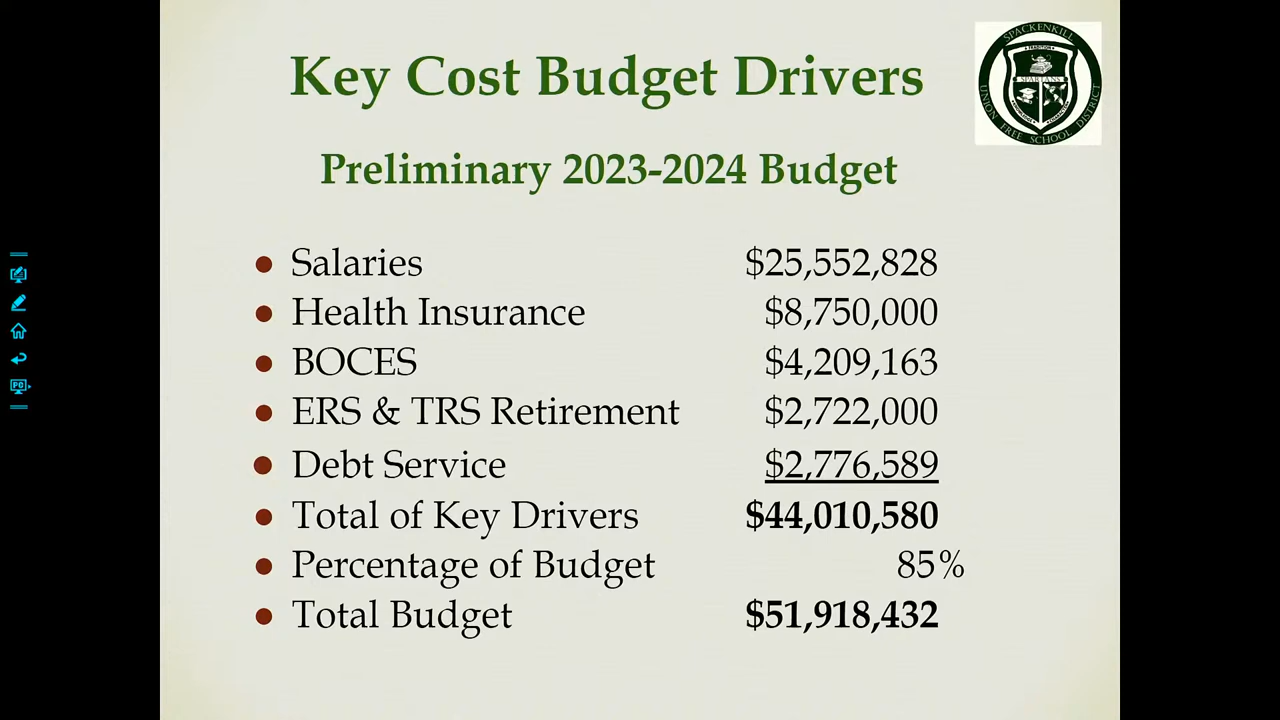 Key Cost Budget Drivers
SPACKENKILL
TRADITION
SPARTANS
UNION FREE SCHOOL DISTRICT
Preliminary 2023-2024 Budget
● Salaries $25,552,828
● Health Insurance $8,750,000
● BOCES $4,209,163
● ERS & TRS Retirement $2,722,000
● Debt Service $2,776,589
● Total of Key Drivers $44,010,580
● Percentage of Budget 85%
● Total Budget $51,918,432